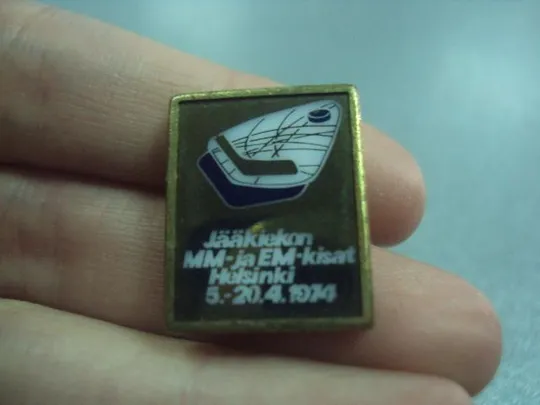 Jääkiekon
MM-ja EM-kisat
Helsinki
5.-20.4.1974